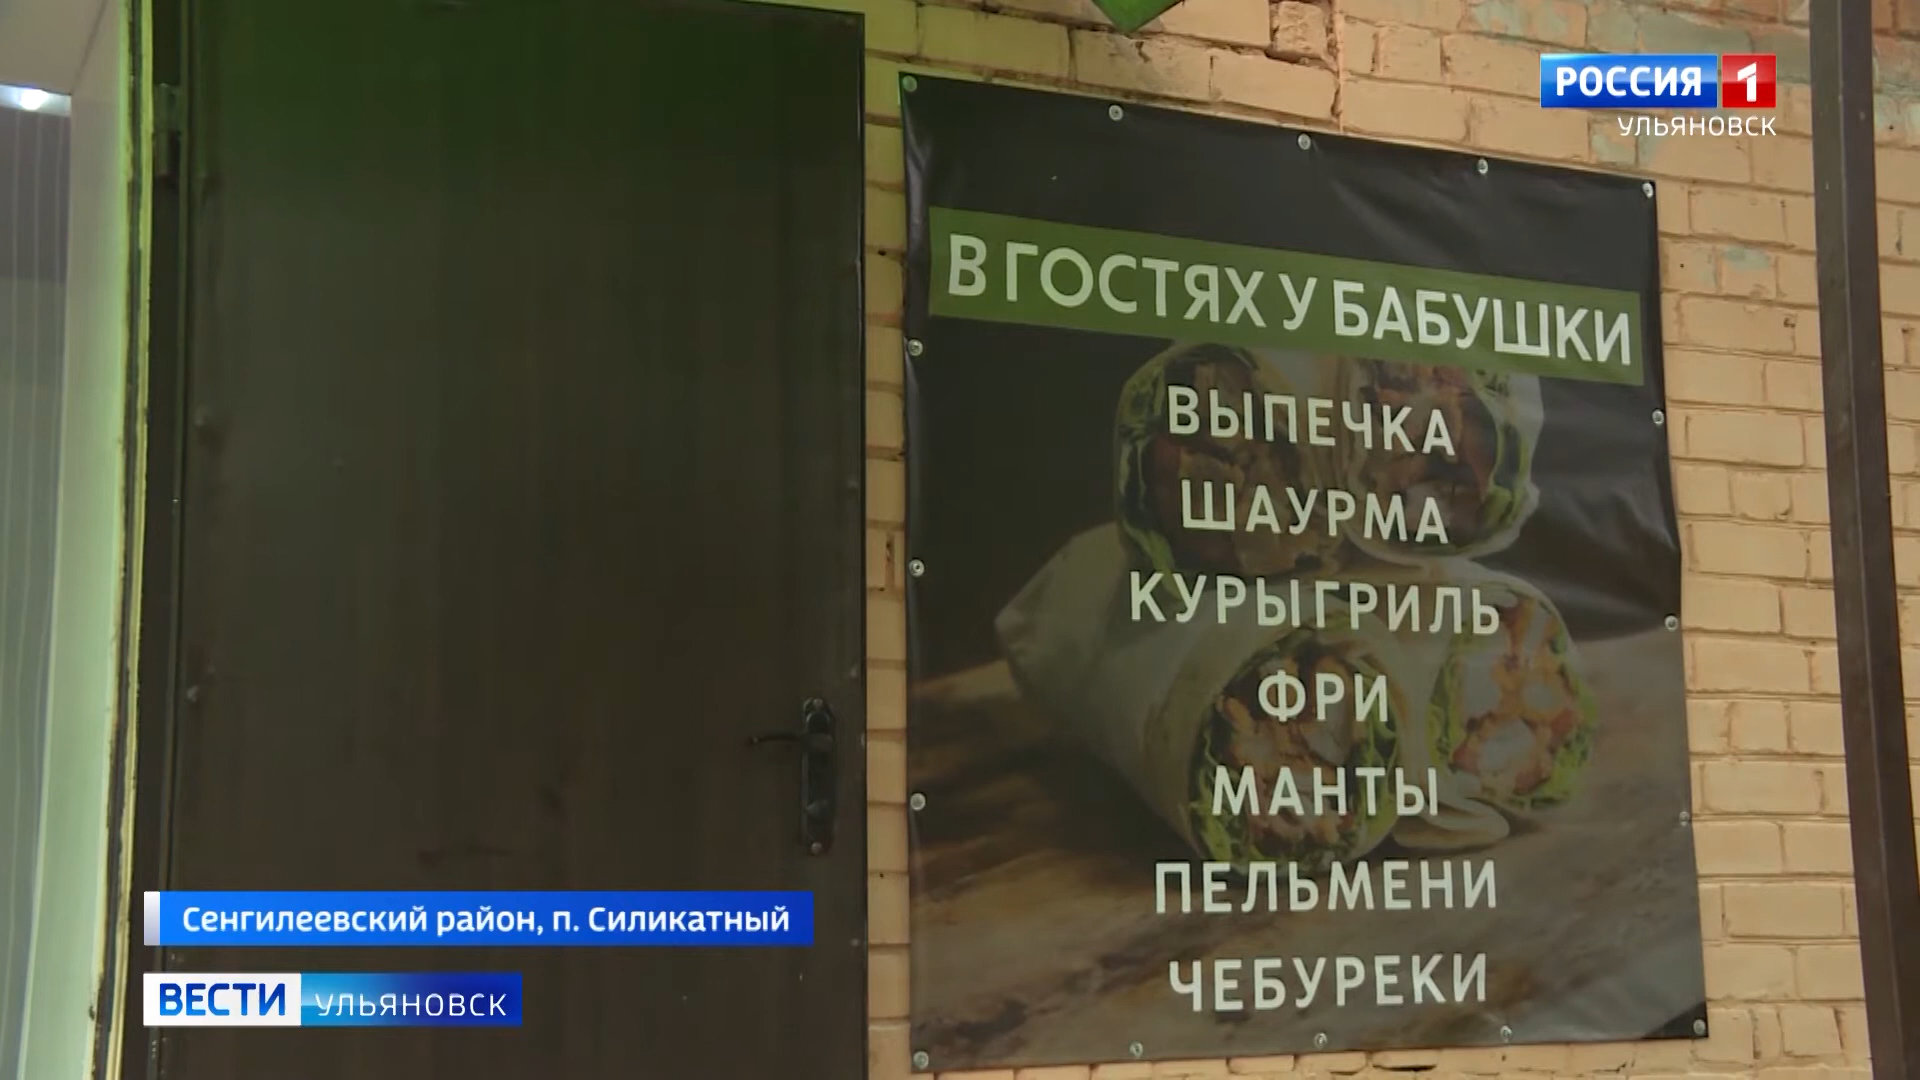 РОССИЯ 1
УЛЬЯНОВСК
В ГОСТЯХ У БАБУШКИ
ВЫПЕЧКА
ШАУРМА
КУРЫГРИЛЬ
ФРИ
МАНТЫ
ПЕЛЬМЕНИ
ЧЕБУРЕКИ
Сенгилеевский район, п. Силикатный
ВЕСТИ УЛЬЯНОВСК